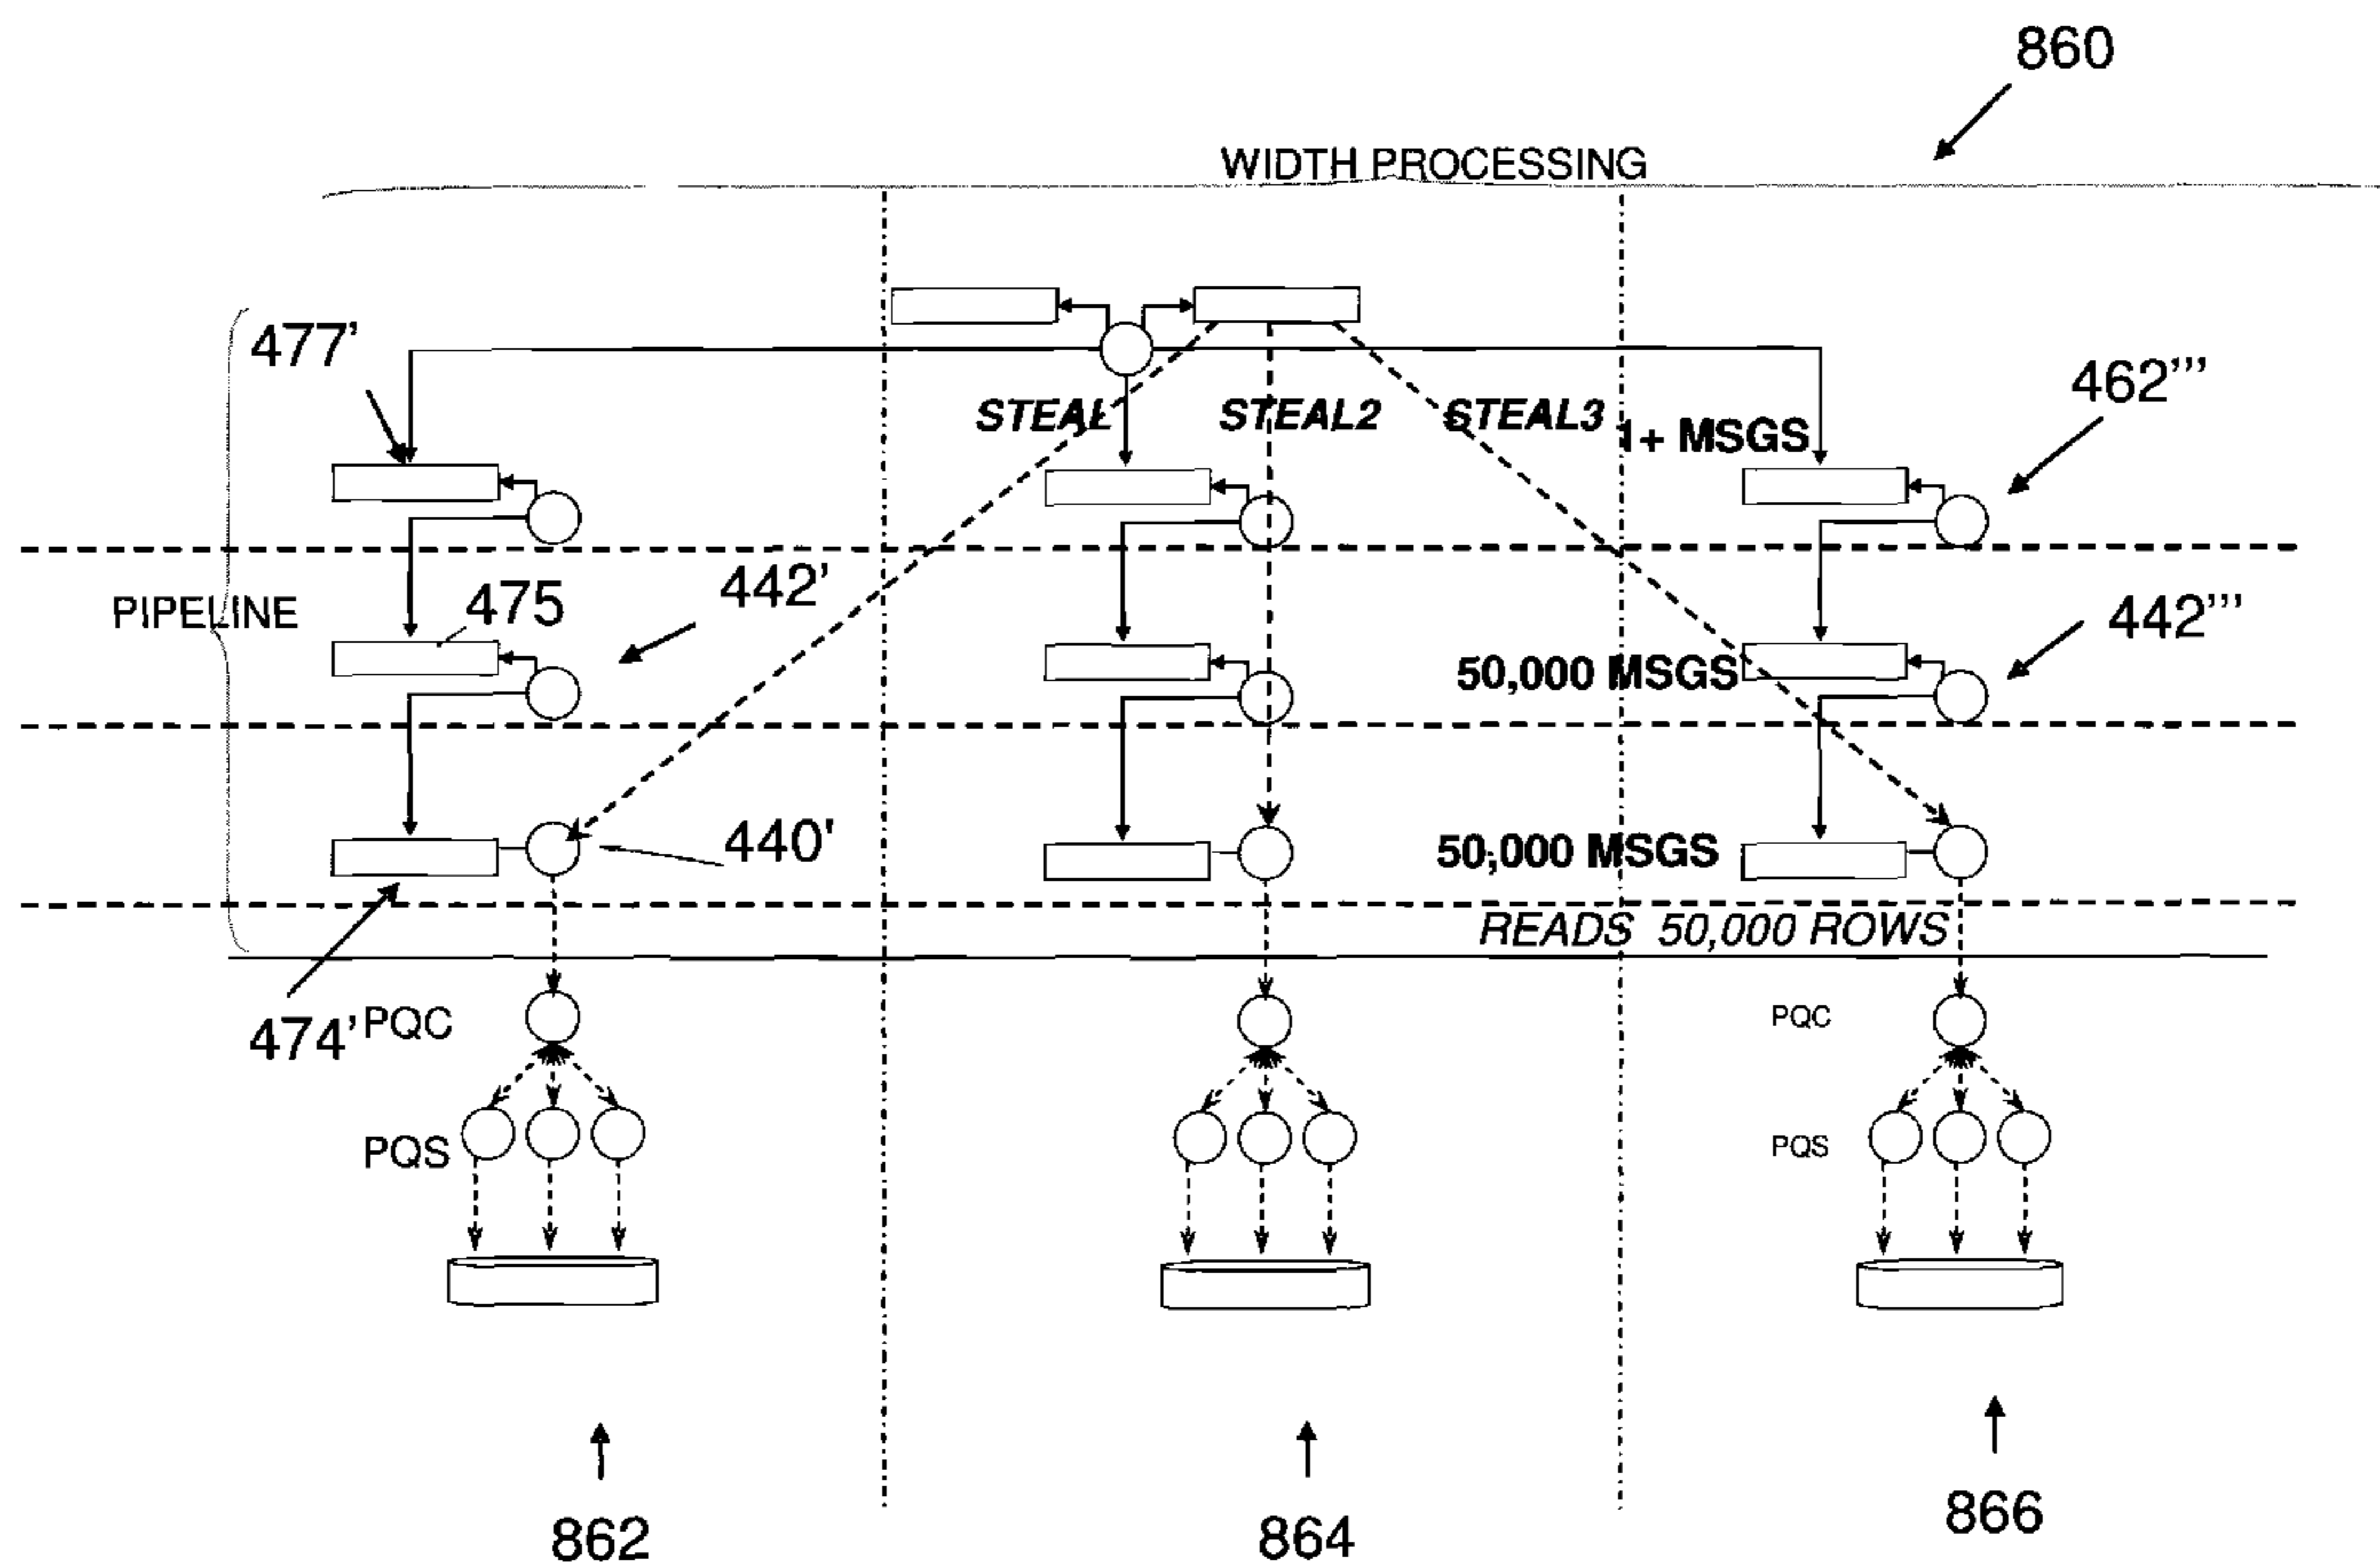 860
WIDTH PROCESSING
477'
462'''
STEAL STEAL2 STEAL3
1+ MSGS
442'
475
PIPELINE
442'''
50,000 MSGS
440'
50,000 MSGS
READS 50,000 ROWS
474'
PQC
PQC
PQS
PQS
862
864
866